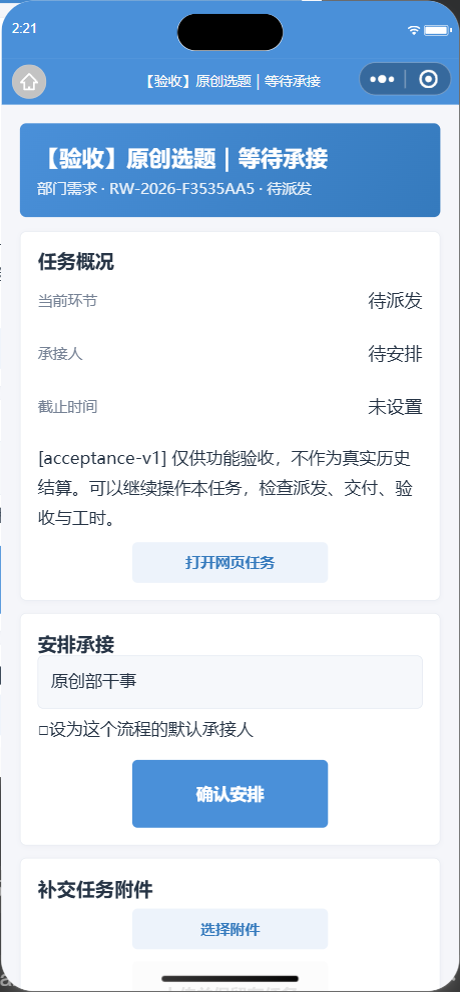 2:21
【验收】原创选题｜等待承接
【验收】原创选题｜等待承接
部门需求 · RW-2026-F3535AA5 · 待派发
任务概况
当前环节 待派发
承接人 待安排
截止时间 未设置
[acceptance-v1] 仅供功能验收，不作为真实历史
结算。可以继续操作本任务，检查派发、交付、验
收与工时。
打开网页任务
安排承接
原创部干事
□设为这个流程的默认承接人
确认安排
补交任务附件
选择附件